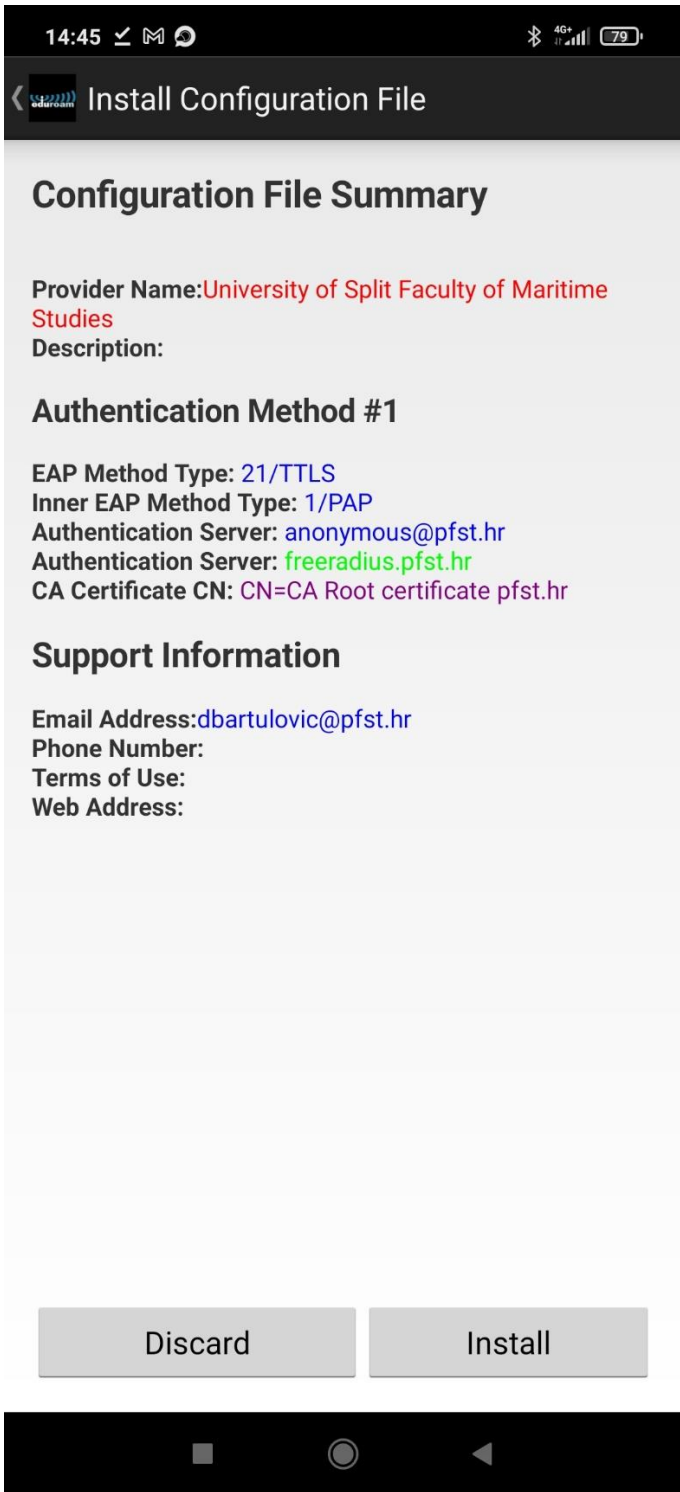 14:45
4G+
79
eduroam
Install Configuration File
Configuration File Summary
Provider Name:University of Split Faculty of Maritime
Studies
Description:
Authentication Method #1
EAP Method Type: 21/TTLS
Inner EAP Method Type: 1/PAP
Authentication Server: anonymous@pfst.hr
Authentication Server: freeradius.pfst.hr
CA Certificate CN: CN=CA Root certificate pfst.hr
Support Information
Email Address:dbartulovic@pfst.hr
Phone Number:
Terms of Use:
Web Address:
Discard
Install